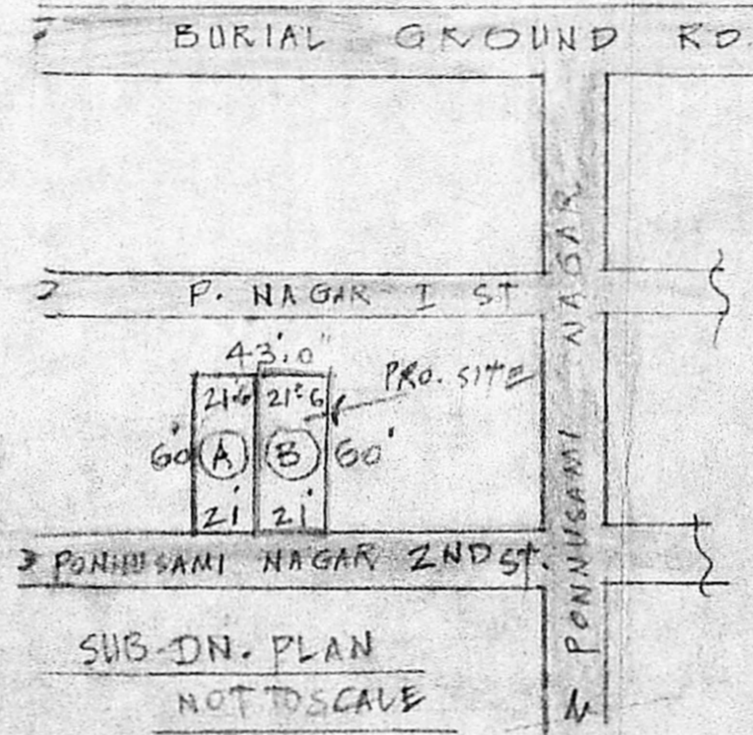 BURIAL GROUND RD
P. NAGAR I ST
43'.0"
PRO. SITE
21'6 21'6
60' A B 60'
21' 21'
PONNUSAMI NAGAR 2ND ST.
PONNUSAMI NAGAR
SUB-DN. PLAN
NOT TO SCALE